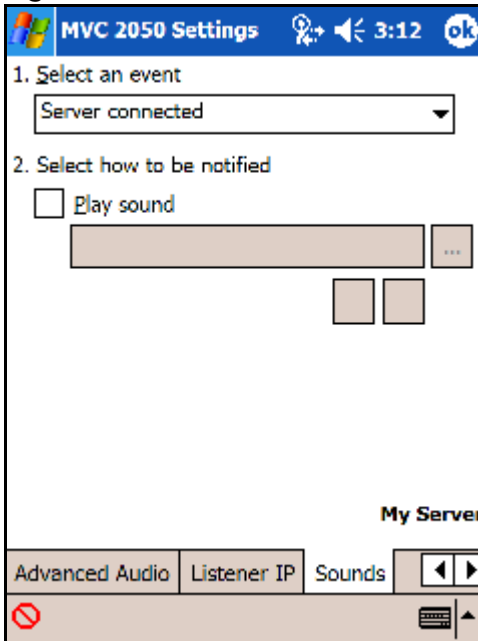 MVC 2050 Settings 3:12 ok
1. Select an event
Server connected
2. Select how to be notified
Play sound
...
My Server
Advanced Audio Listener IP Sounds